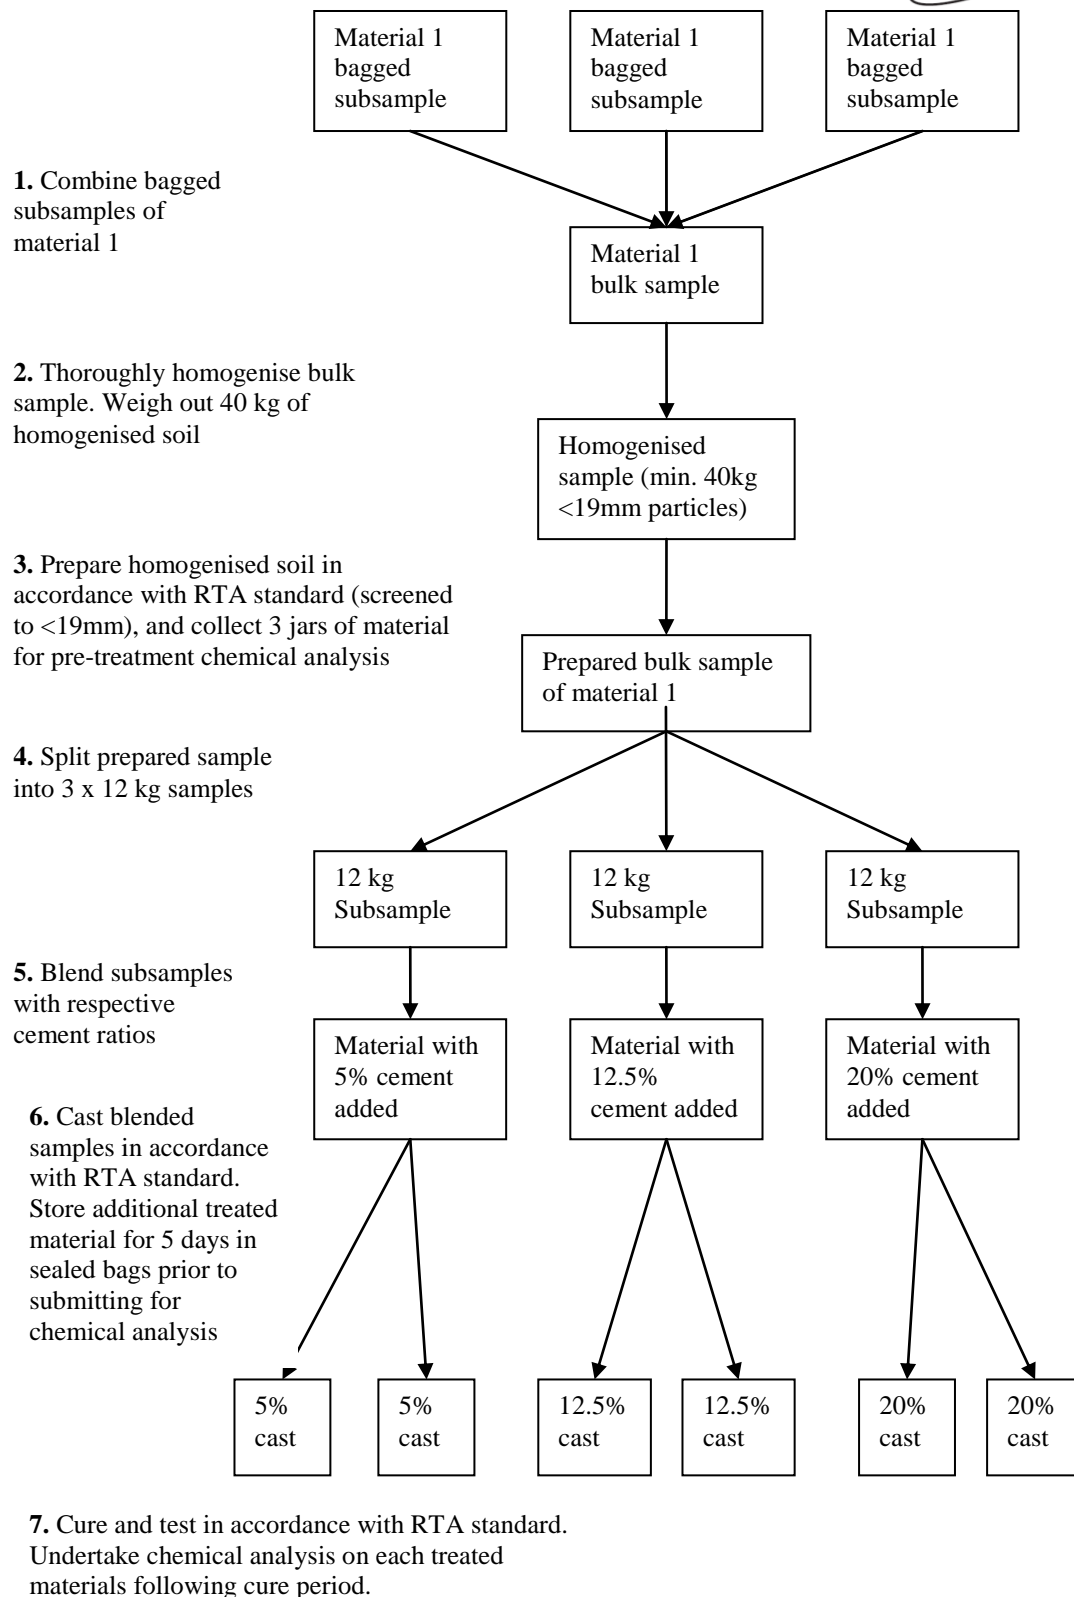 Material 1
bagged
subsample
Material 1
bagged
subsample
Material 1
bagged
subsample
1. Combine bagged
subsamples of
material 1
Material 1
bulk sample
2. Thoroughly homogenise bulk
sample. Weigh out 40 kg of
homogenised soil
Homogenised
sample (min. 40kg
<19mm particles)
3. Prepare homogenised soil in
accordance with RTA standard (screened
to <19mm), and collect 3 jars of material
for pre-treatment chemical analysis
Prepared bulk sample
of material 1
4. Split prepared sample
into 3 x 12 kg samples
12 kg
Subsample
12 kg
Subsample
12 kg
Subsample
5. Blend subsamples
with respective
cement ratios
Material with
5% cement
added
Material with
12.5%
cement added
Material with
20% cement
added
6. Cast blended
samples in accordance
with RTA standard.
Store additional treated
material for 5 days in
sealed bags prior to
submitting for
chemical analysis
5%
cast
5%
cast
12.5%
cast
12.5%
cast
20%
cast
20%
cast
7. Cure and test in accordance with RTA standard.
Undertake chemical analysis on each treated
materials following cure period.